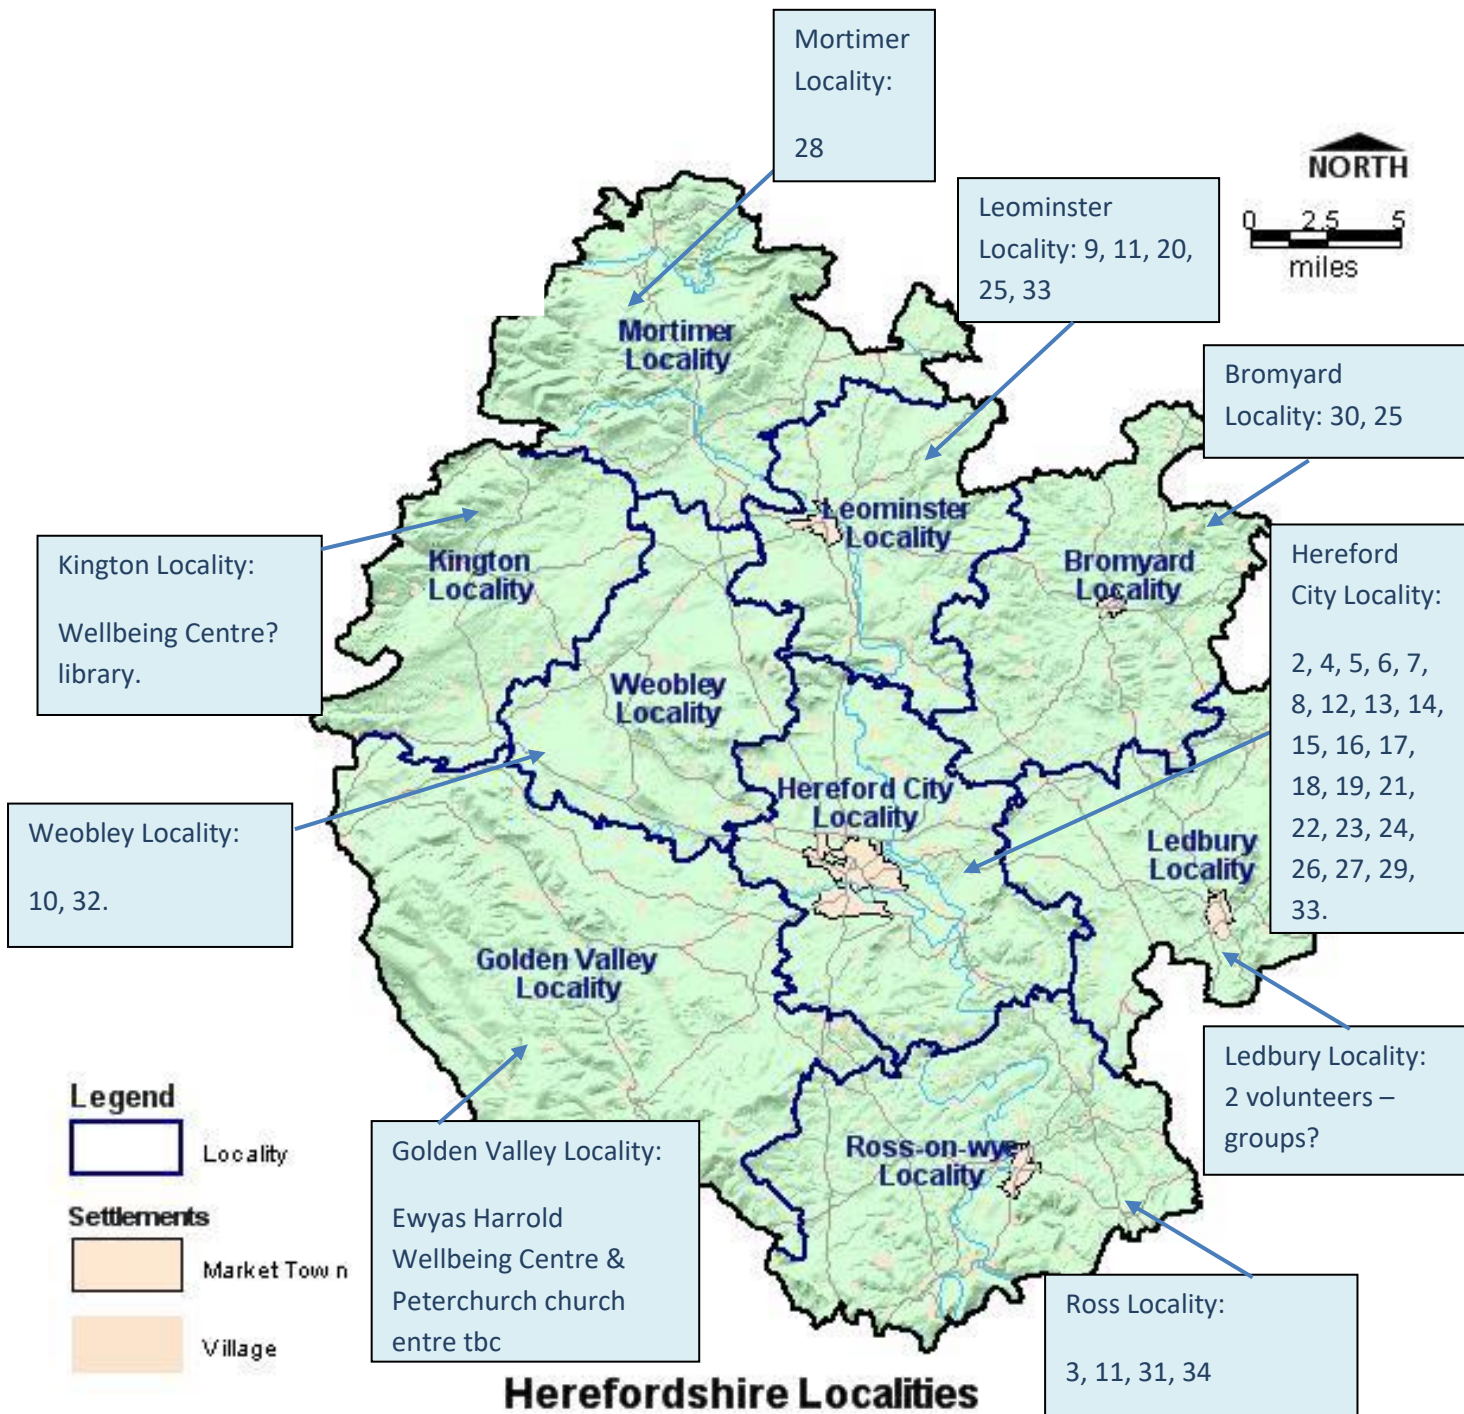 Mortimer
Locality:
28
NORTH
0 2.5 5
miles
Leominster
Locality: 9, 11, 20,
25, 33
Bromyard
Locality: 30, 25
Hereford
City Locality:
2, 4, 5, 6, 7,
8, 12, 13, 14,
15, 16, 17,
18, 19, 21,
22, 23, 24,
26, 27, 29,
33.
Kington Locality:
Wellbeing Centre?
library.
Weobley Locality:
10, 32.
Mortimer
Locality
Leominster
Locality
Kington
Locality
Bromyard
Locality
Weobley
Locality
Hereford City
Locality
Ledbury
Locality
Golden Valley
Locality
Ross-on-wye
Locality
Ledbury Locality:
2 volunteers –
groups?
Golden Valley Locality:
Ewyas Harrold
Wellbeing Centre &
Peterchurch church
entre tbc
Ross Locality:
3, 11, 31, 34
Legend
Locality
Settlements
Market Town
Village
Herefordshire Localities